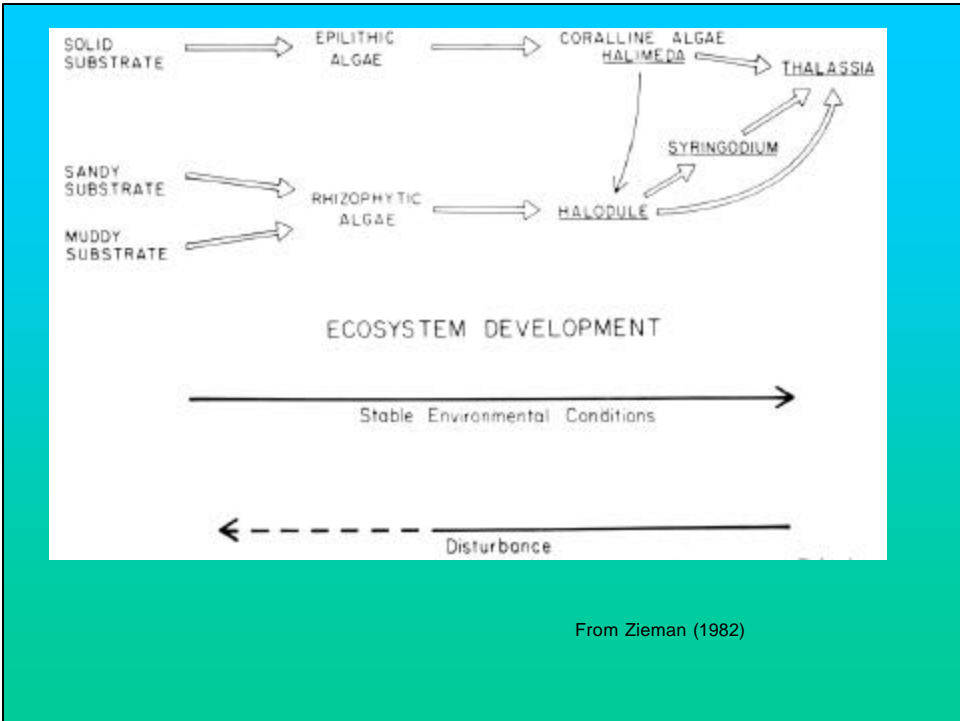 SOLID
SUBSTRATE
EPILITHIC
ALGAE
CORALLINE ALGAE
HALIMEDA
THALASSIA
SYRINGODIUM
SANDY
SUBSTRATE
RHIZOPHYTIC
ALGAE
HALODULE
MUDDY
SUBSTRATE
ECOSYSTEM DEVELOPMENT
Stable Environmental Conditions
Disturbance
From Zieman (1982)